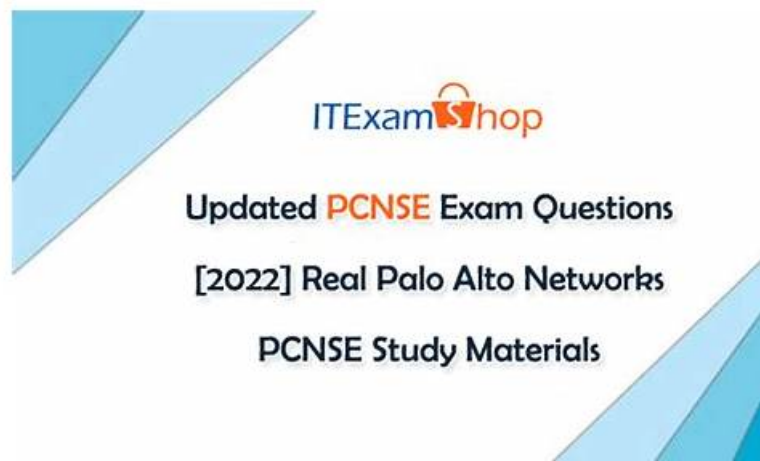 ITExamShop
Updated PCNSE Exam Questions
[2022] Real Palo Alto Networks
PCNSE Study Materials